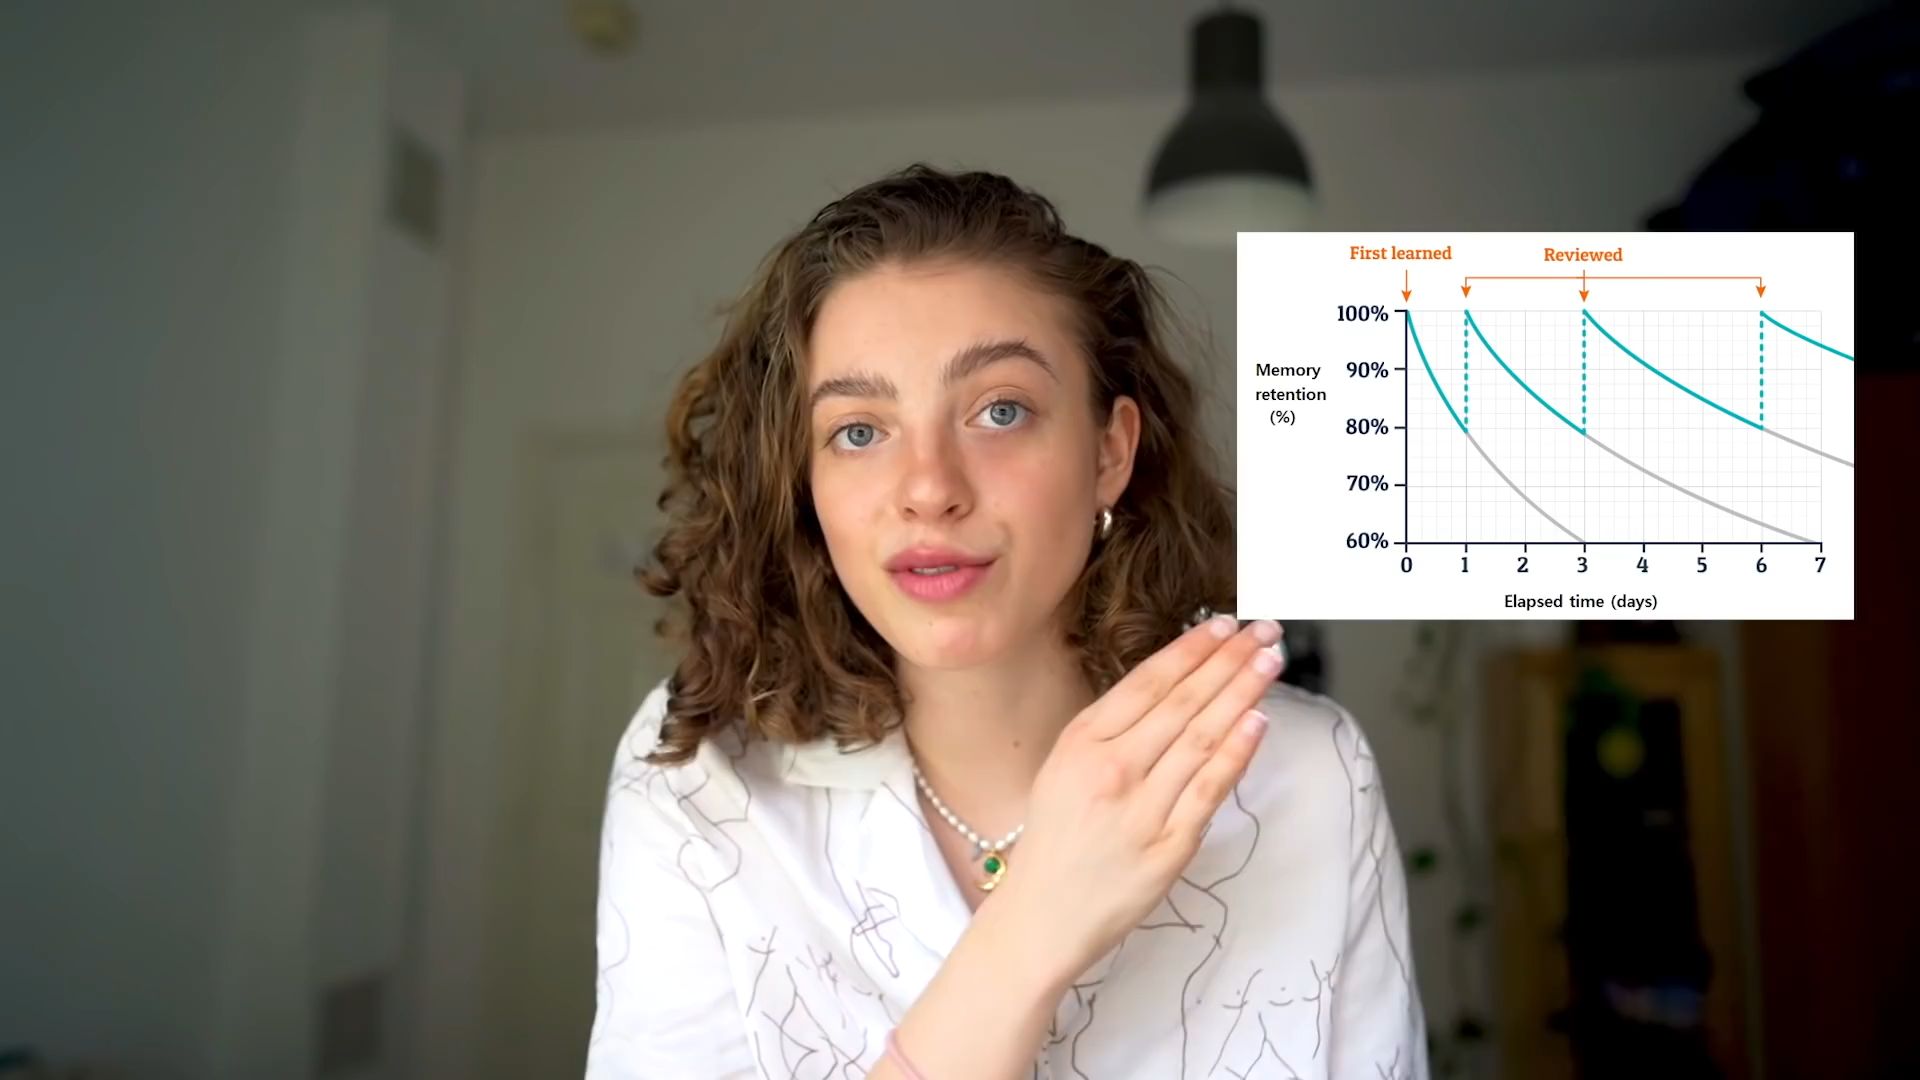 First learned
Reviewed
100%
90%
80%
70%
60%
Memory
retention
(%)
0 1 2 3 4 5 6 7
Elapsed time (days)